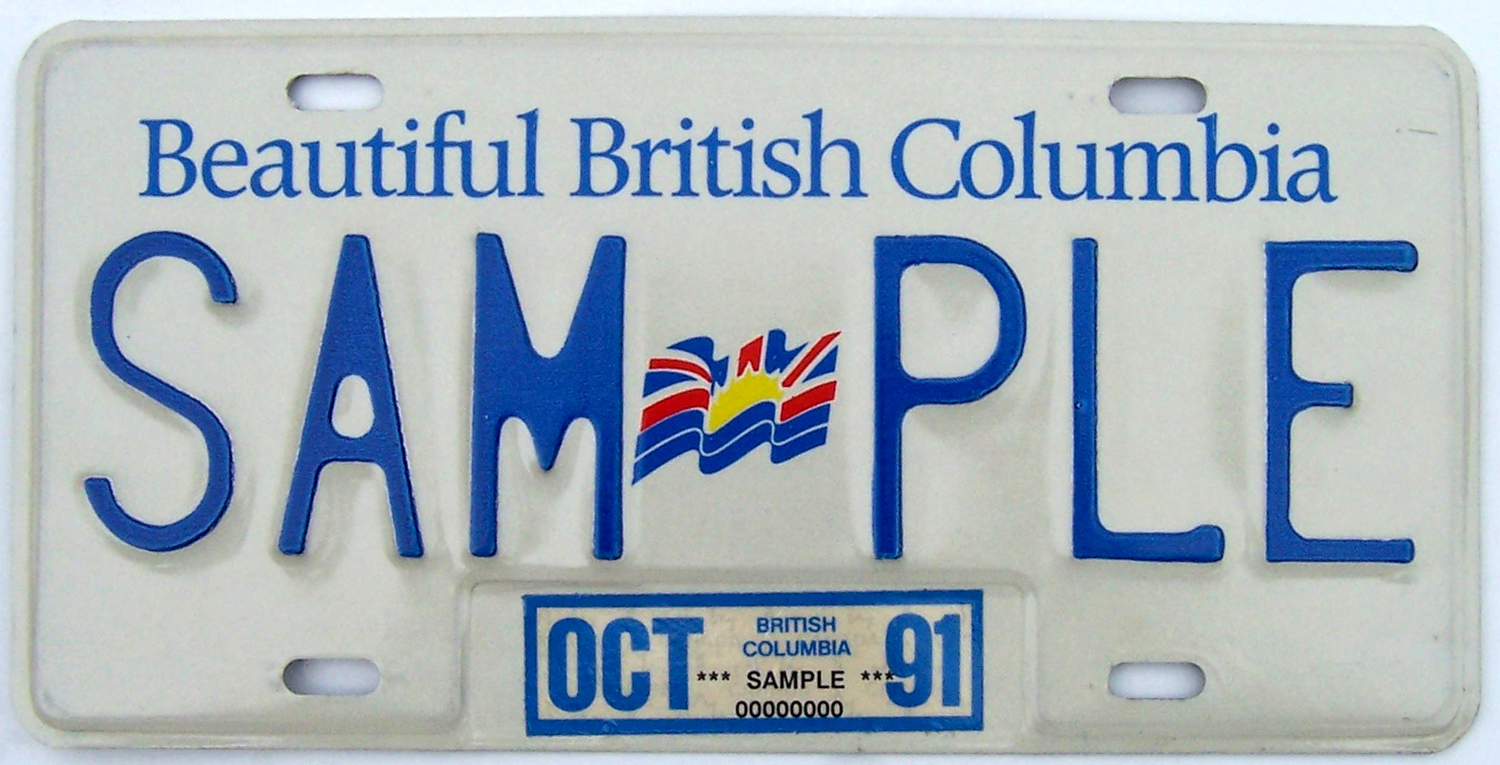 Beautiful British Columbia
SAM PLE
OCT BRITISH COLUMBIA 91
*** SAMPLE ***
00000000